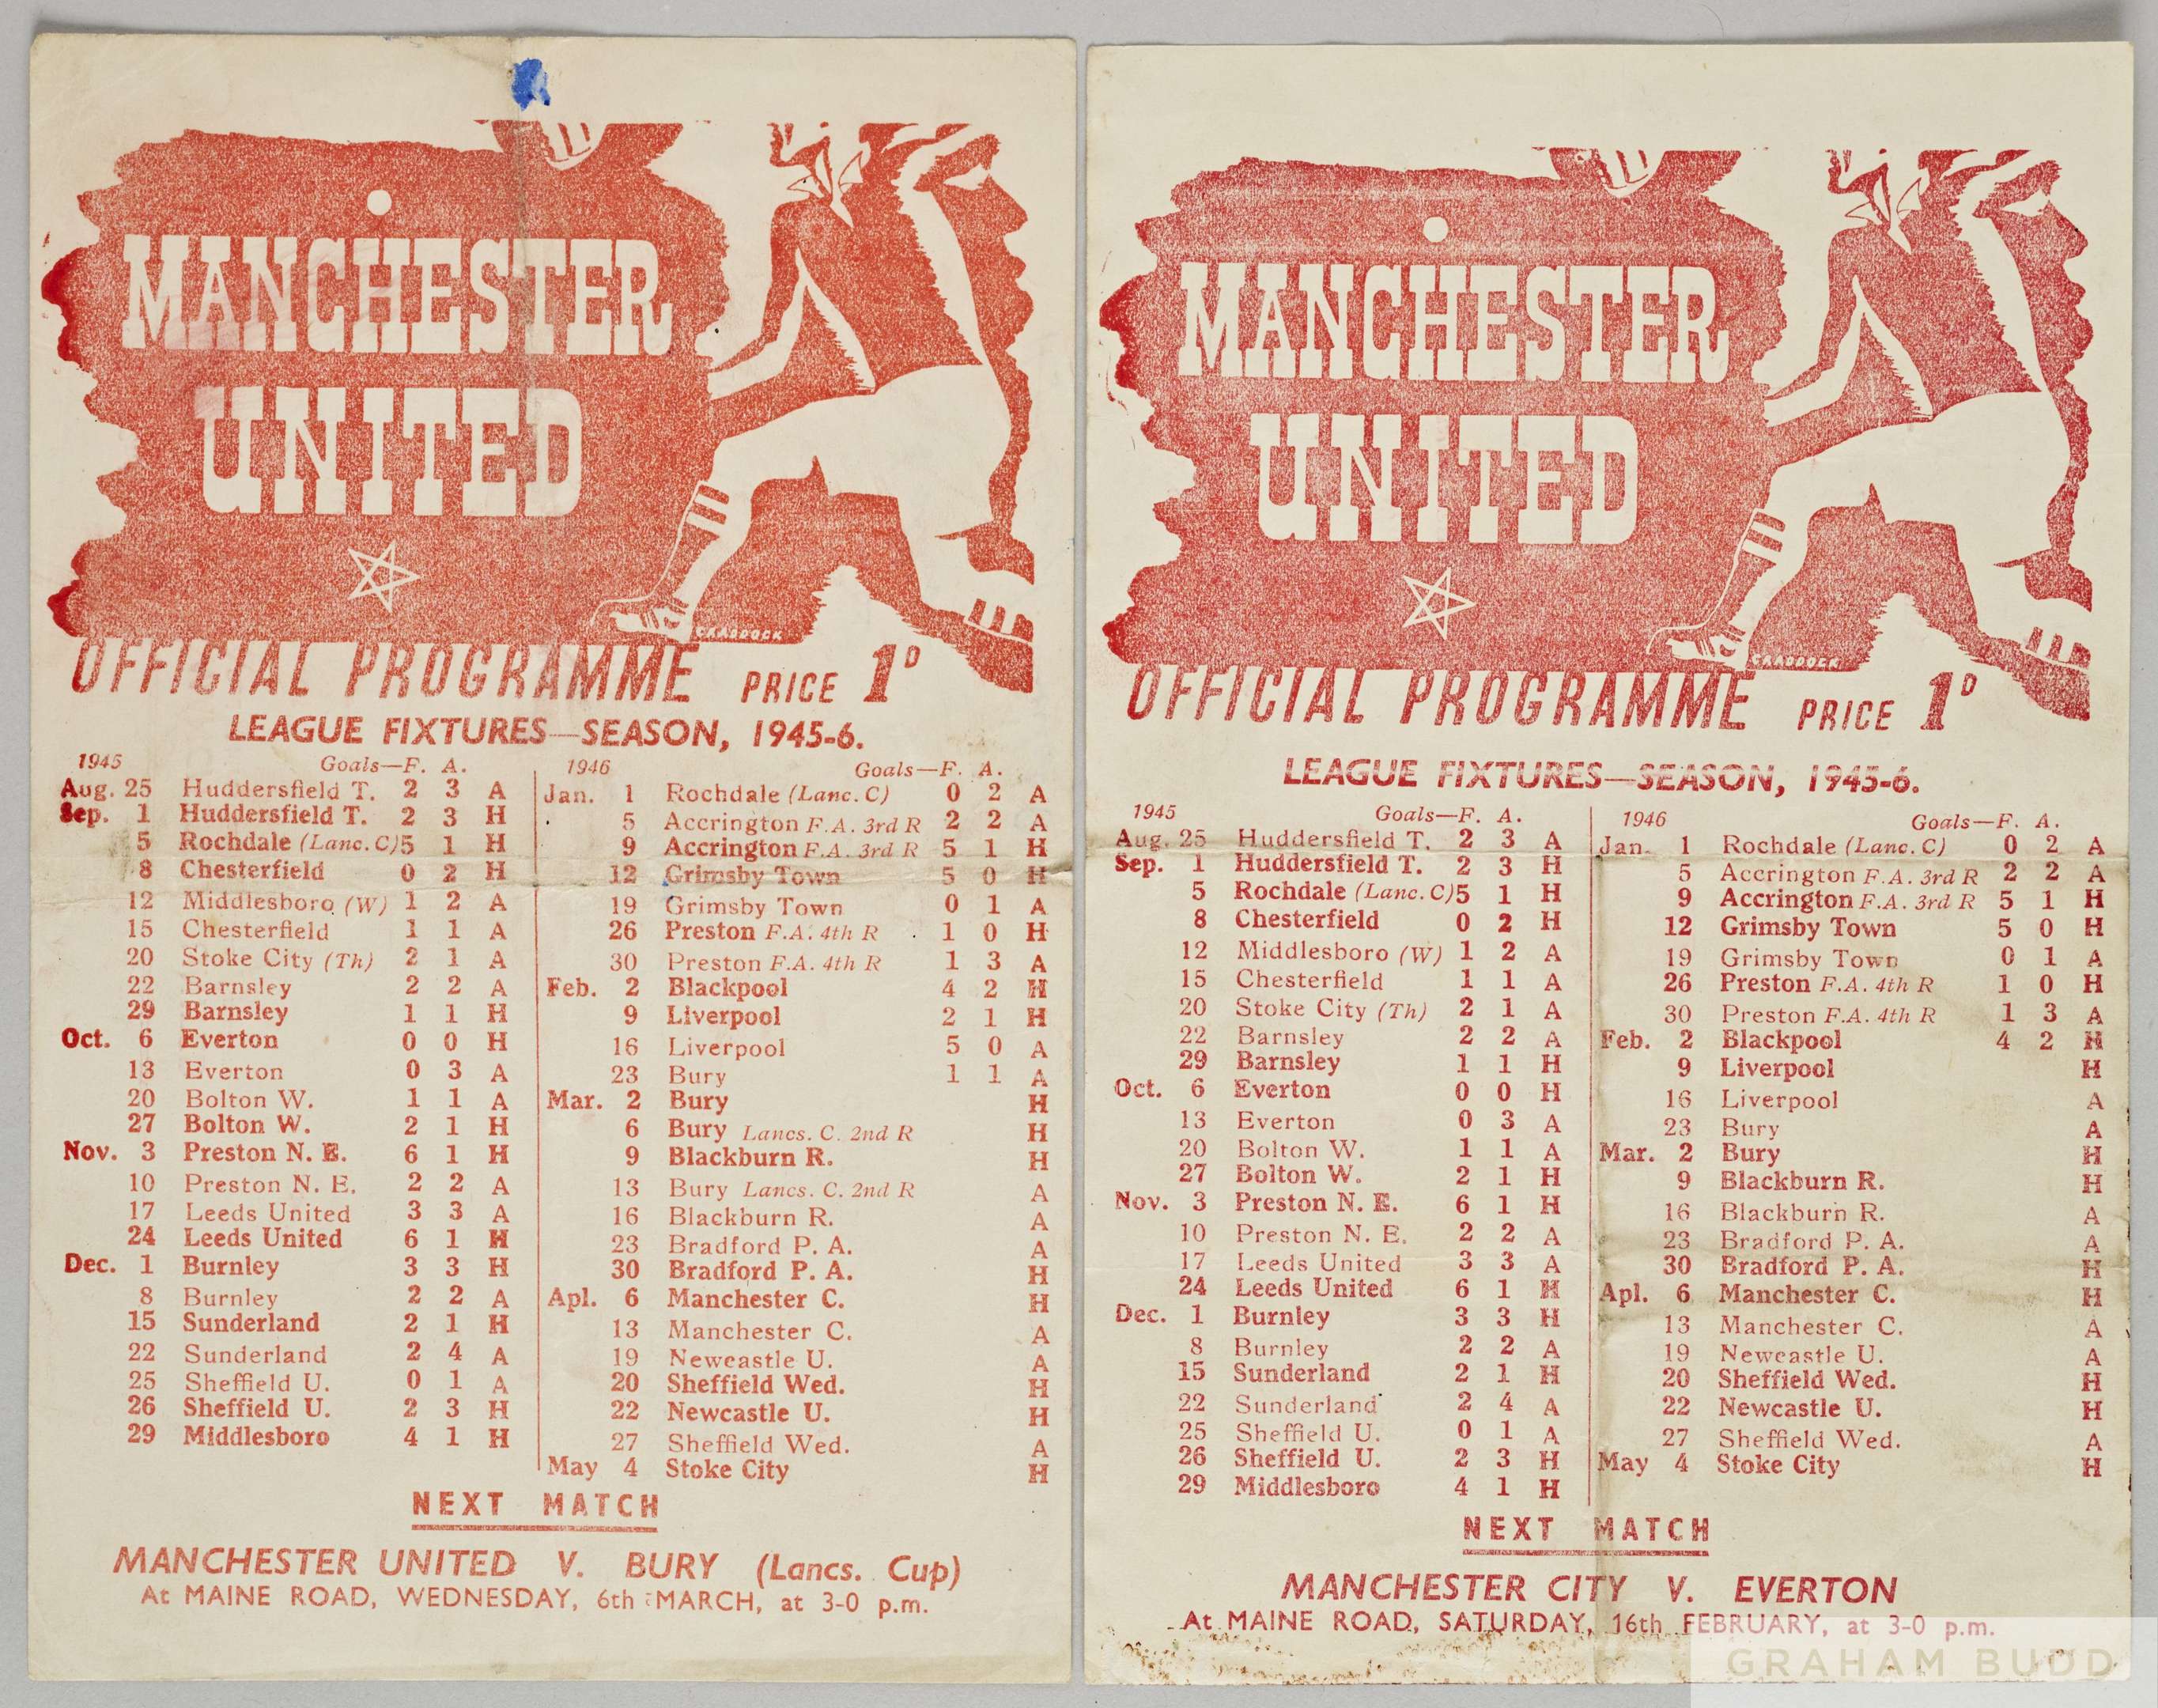 MANCHESTER
UNITED
CRADDOCK
OFFICIAL PROGRAMME PRICE 1D
LEAGUE FIXTURES—SEASON, 1945-6.
1945 Goals—F. A.
Aug. 25 Huddersfield T. 2 3 A
Sep. 1 Huddersfield T. 2 3 H
5 Rochdale (Lanc. C) 5 1 H
8 Chesterfield 0 2 H
12 Middlesboro (W) 1 2 A
15 Chesterfield 1 1 A
20 Stoke City (Th) 2 1 A
22 Barnsley 2 2 A
29 Barnsley 1 1 H
Oct. 6 Everton 0 0 H
13 Everton 0 3 A
20 Bolton W. 1 1 A
27 Bolton W. 2 1 H
Nov. 3 Preston N. E. 6 1 H
10 Preston N. E. 2 2 A
17 Leeds United 3 3 A
24 Leeds United 6 1 H
Dec. 1 Burnley 3 3 H
8 Burnley 2 2 A
15 Sunderland 2 1 H
22 Sunderland 2 4 A
25 Sheffield U. 0 1 A
26 Sheffield U. 2 3 H
29 Middlesboro 4 1 H
1946 Goals—F. A.
Jan. 1 Rochdale (Lanc. C) 0 2 A
5 Accrington F.A. 3rd R 2 2 A
9 Accrington F.A. 3rd R 5 1 H
12 Grimsby Town 5 0 H
19 Grimsby Town 0 1 A
26 Preston F.A. 4th R 1 0 H
30 Preston F.A. 4th R 1 3 A
Feb. 2 Blackpool 4 2 H
9 Liverpool 2 1 H
16 Liverpool 5 0 A
23 Bury 1 1 A
Mar. 2 Bury H
6 Bury Lancs. C. 2nd R H
9 Blackburn R. H
13 Bury Lancs. C. 2nd R A
16 Blackburn R. A
23 Bradford P. A. A
30 Bradford P. A. H
Apl. 6 Manchester C. H
13 Manchester C. A
19 Newcastle U. A
20 Sheffield Wed. H
22 Newcastle U. H
27 Sheffield Wed. A
May 4 Stoke City H
NEXT MATCH
MANCHESTER UNITED V. BURY (Lancs. Cup)
At MAINE ROAD, WEDNESDAY, 6th MARCH, at 3-0 p.m.
MANCHESTER
UNITED
CRADDOCK
OFFICIAL PROGRAMME PRICE 1D
LEAGUE FIXTURES—SEASON, 1945-6.
1945 Goals—F. A.
Aug. 25 Huddersfield T. 2 3 A
Sep. 1 Huddersfield T. 2 3 H
5 Rochdale (Lanc. C) 5 1 H
8 Chesterfield 0 2 H
12 Middlesboro (W) 1 2 A
15 Chesterfield 1 1 A
20 Stoke City (Th) 2 1 A
22 Barnsley 2 2 A
29 Barnsley 1 1 H
Oct. 6 Everton 0 0 H
13 Everton 0 3 A
20 Bolton W. 1 1 A
27 Bolton W. 2 1 H
Nov. 3 Preston N. E. 6 1 H
10 Preston N. E. 2 2 A
17 Leeds United 3 3 A
24 Leeds United 6 1 H
Dec. 1 Burnley 3 3 H
8 Burnley 2 2 A
15 Sunderland 2 1 H
22 Sunderland 2 4 A
25 Sheffield U. 0 1 A
26 Sheffield U. 2 3 H
29 Middlesboro 4 1 H
1946 Goals—F. A.
Jan. 1 Rochdale (Lanc. C) 0 2 A
5 Accrington F.A. 3rd R 2 2 A
9 Accrington F.A. 3rd R 5 1 H
12 Grimsby Town 5 0 H
19 Grimsby Town 0 1 A
26 Preston F.A. 4th R 1 0 H
30 Preston F.A. 4th R 1 3 A
Feb. 2 Blackpool 4 2 H
9 Liverpool H
16 Liverpool A
23 Bury A
Mar. 2 Bury H
9 Blackburn R. H
16 Blackburn R. A
23 Bradford P. A. A
30 Bradford P. A. H
Apl. 6 Manchester C. H
13 Manchester C. A
19 Newcastle U. A
20 Sheffield Wed. H
22 Newcastle U. H
27 Sheffield Wed. A
May 4 Stoke City H
NEXT MATCH
MANCHESTER CITY V. EVERTON
At MAINE ROAD, SATURDAY, 16th FEBRUARY, at 3-0 p.m.
GRAHAM BUDD